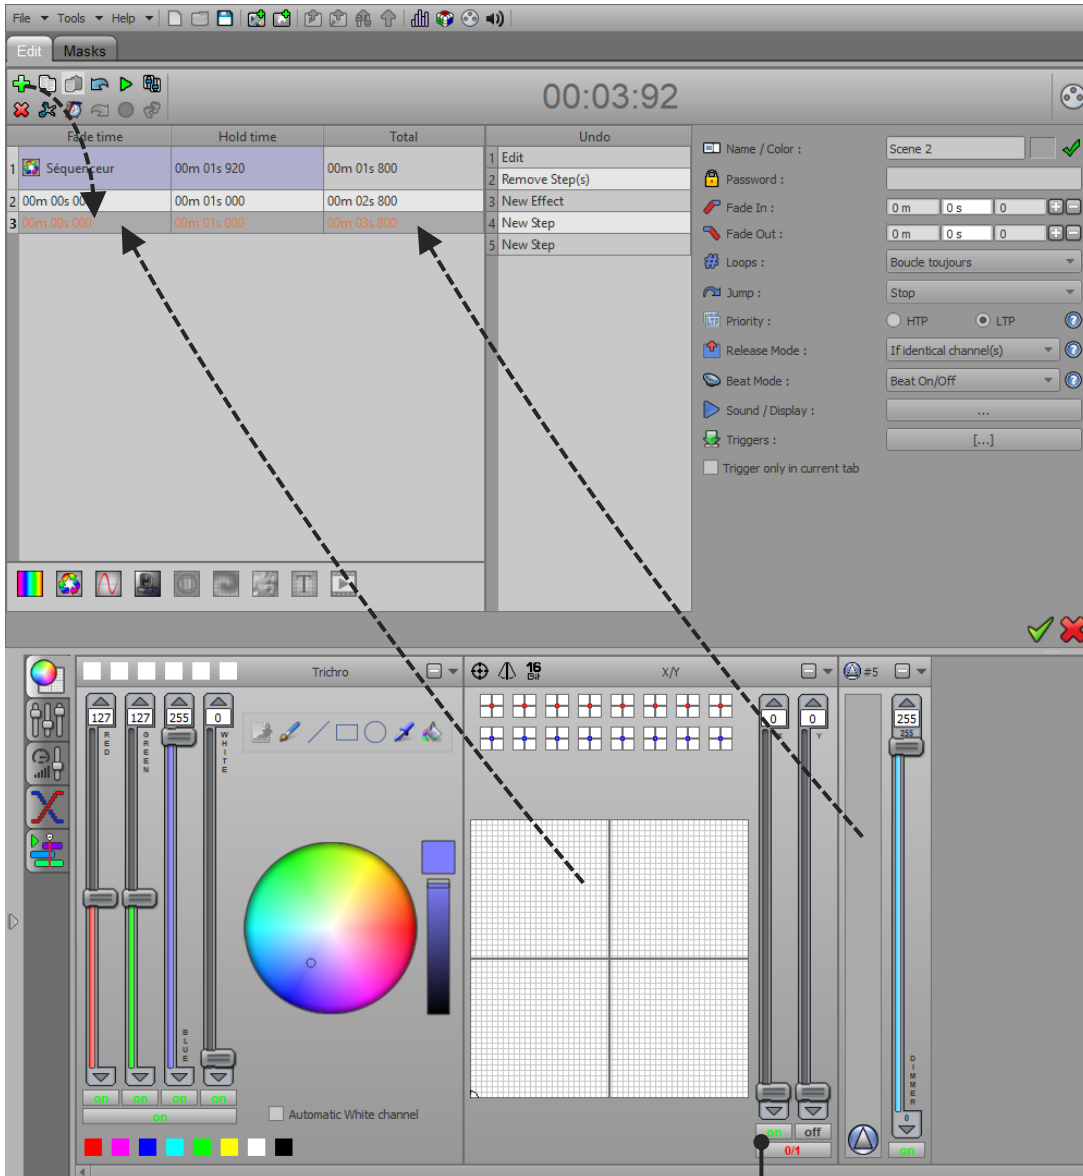 File Tools Help
Edit Masks
00:03:92
Fade time Hold time Total Undo
1 Séquenceur 00m 01s 920 00m 01s 800
2 00m 00s 00 00m 01s 000 00m 02s 800
3 00m 00s 000 00m 01s 000 00m 03s 800
1 Edit
2 Remove Step(s)
3 New Effect
4 New Step
5 New Step
Name / Color : Scene 2
Password :
Fade In : 0 m 0 s 0
Fade Out : 0 m 0 s 0
Loops : Boucle toujours
Jump : Stop
Priority : HTP LTP
Release Mode : If identical channel(s)
Beat Mode : Beat On/Off
Sound / Display : ...
Triggers : [...]
Trigger only in current tab
Trichro
16 Bit
X/Y
#5
127 127 255 0
RED
GREEN
BLUE
WHITE
0 0
Y
255
255
DIMMER
0
on on on on
on
Automatic White channel
on off
0/1
on